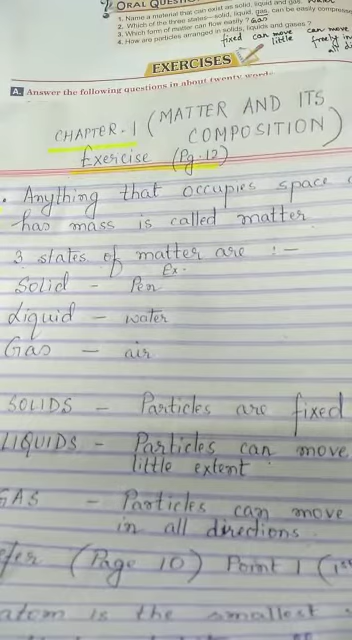 ORAL QUESTI
1. Name a material that can exist as solid, liquid and gas.
2. Which of the three states—solid, liquid, gas, can be easily compresse
3. Which form of matter can flow easily? Gas
4. How are particles arranged in solids, liquids and gases?
fixed can move little
can move freely in
EXERCISES
A. Answer the following questions in about twenty words
CHAPTER-1 (MATTER AND ITS COMPOSITION)
Exercise (Pg.12)
. Anything that occupies space
has mass is called matter
3 states of matter are :-
Ex.
Solid - Pen
Liquid - water
Gas - air
SOLIDS - Particles are fixed
LIQUIDS - Particles can move
little extent.
GAS - Particles can move
in all directions.
efer (Page 10) Point 1 (1st
atom is the smallest